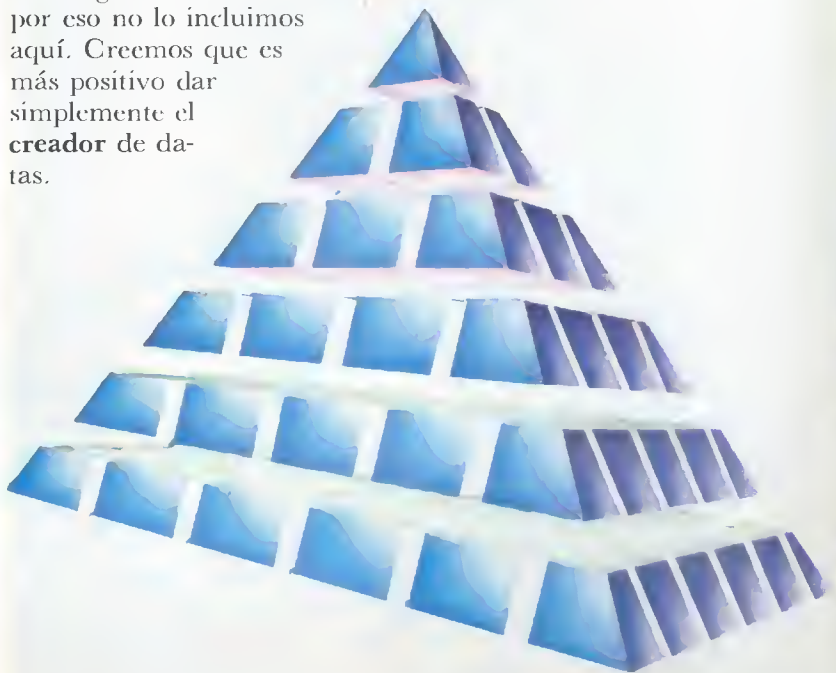 por eso no lo incluimos
aquí. Creemos que es
más positivo dar
simplemente el
creador de da-
tas.